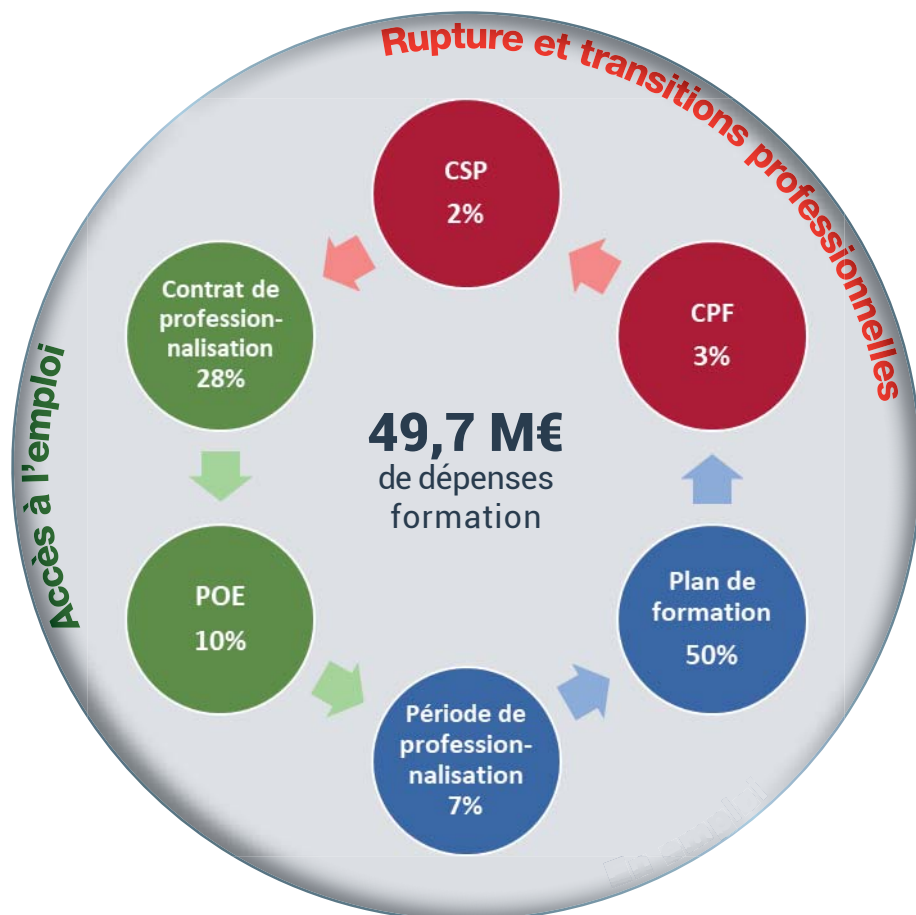 Rupture et transitions professionnelles
CSP
2%
Contrat de
profession-
nalisation
28%
CPF
3%
Accès à l'emploi
49,7 M€
de dépenses
formation
POE
10%
Plan de
formation
50%
Période de
profession-
nalisation
7%